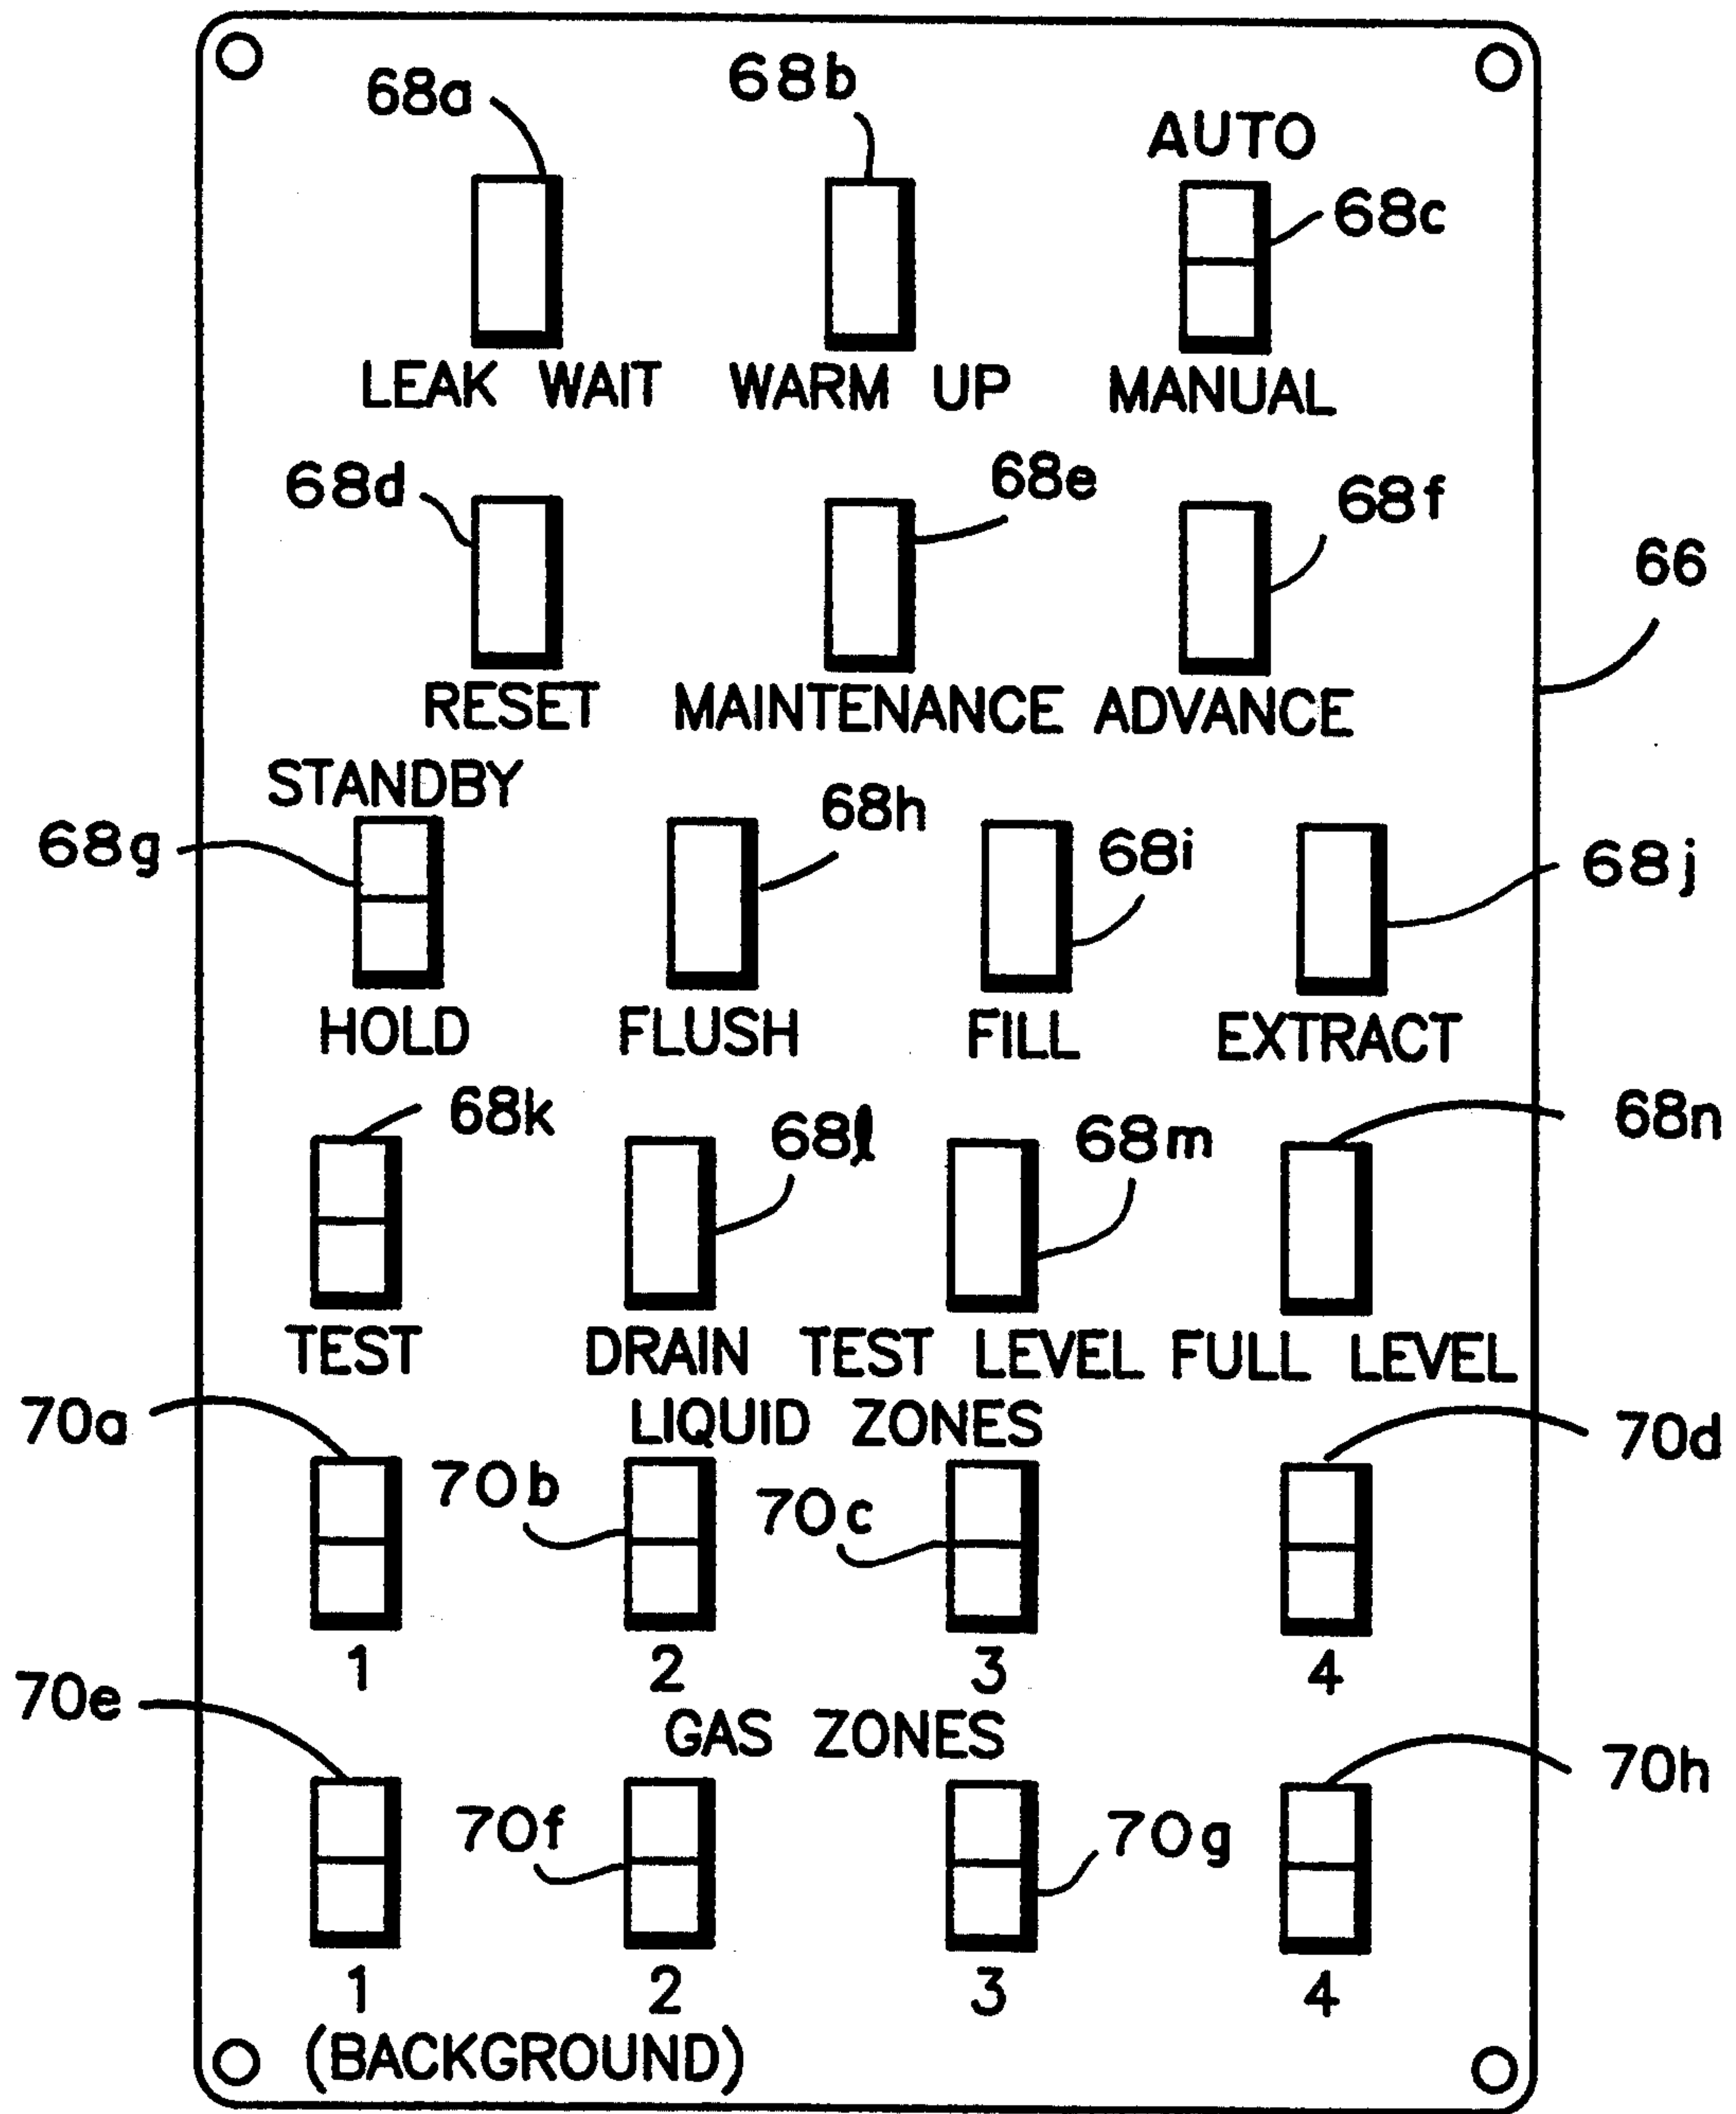 68a 68b
AUTO
68c
LEAK WAIT WARM UP MANUAL
68d 68e 68f
66
RESET MAINTENANCE ADVANCE
STANDBY
68g 68h 68i 68j
HOLD FLUSH FILL EXTRACT
68k 68l 68m 68n
TEST DRAIN TEST LEVEL FULL LEVEL
LIQUID ZONES
70a 70b 70c 70d
1 2 3 4
GAS ZONES
70e 70f 70g 70h
1 2 3 4
(BACKGROUND)